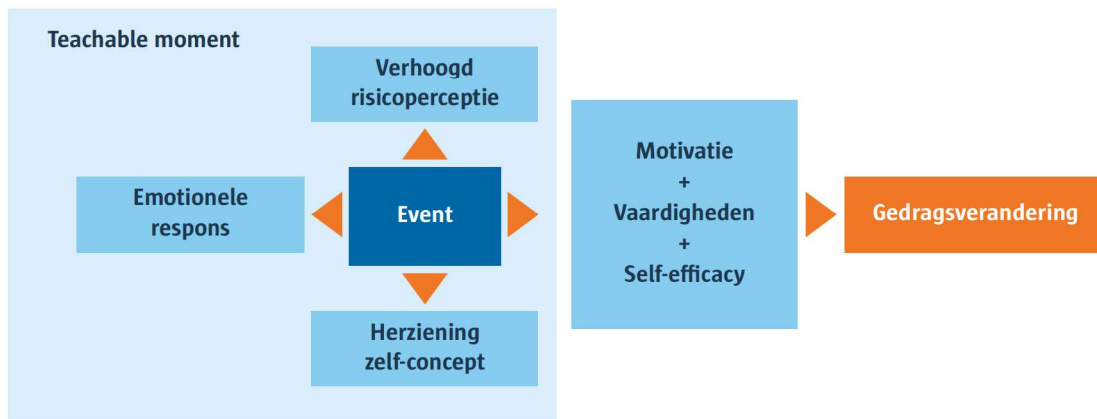 Teachable moment
Verhoogd
risicoperceptie
Emotionele
respons
Event
Herziening
zelf-concept
Motivatie
+
Vaardigheden
+
Self-efficacy
Gedragsverandering